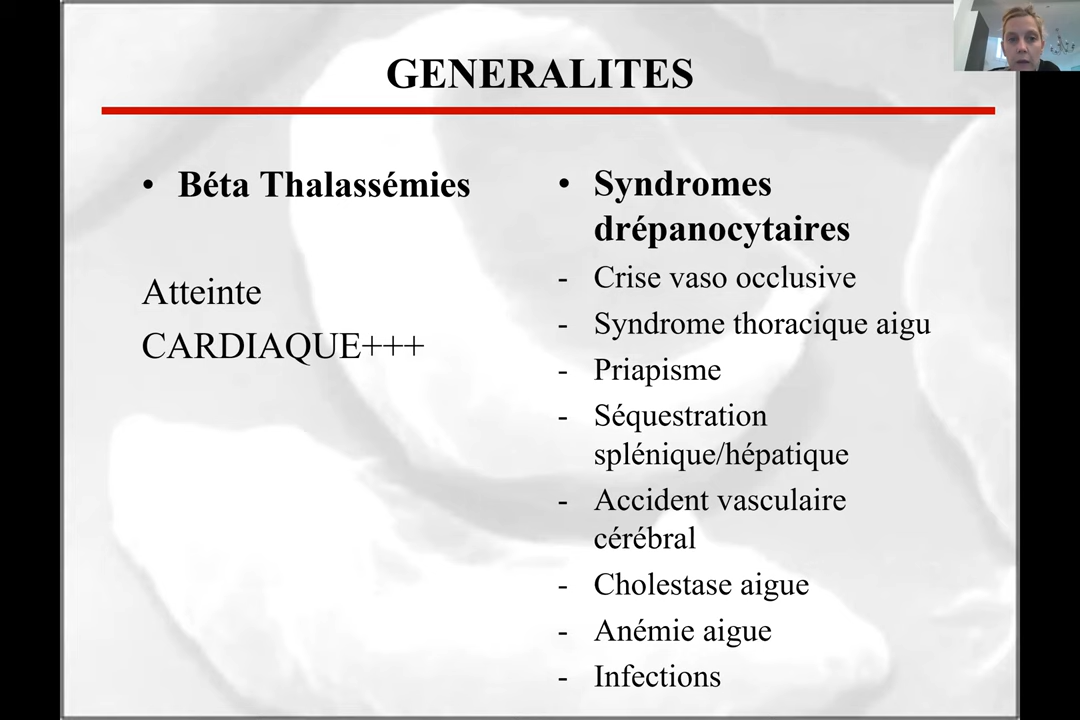 GENERALITES
• Béta Thalassémies
Atteinte
CARDIAQUE+++
• Syndromes
drépanocytaires
- Crise vaso occlusive
- Syndrome thoracique aigu
- Priapisme
- Séquestration
splénique/hépatique
- Accident vasculaire
cérébral
- Cholestase aigue
- Anémie aigue
- Infections